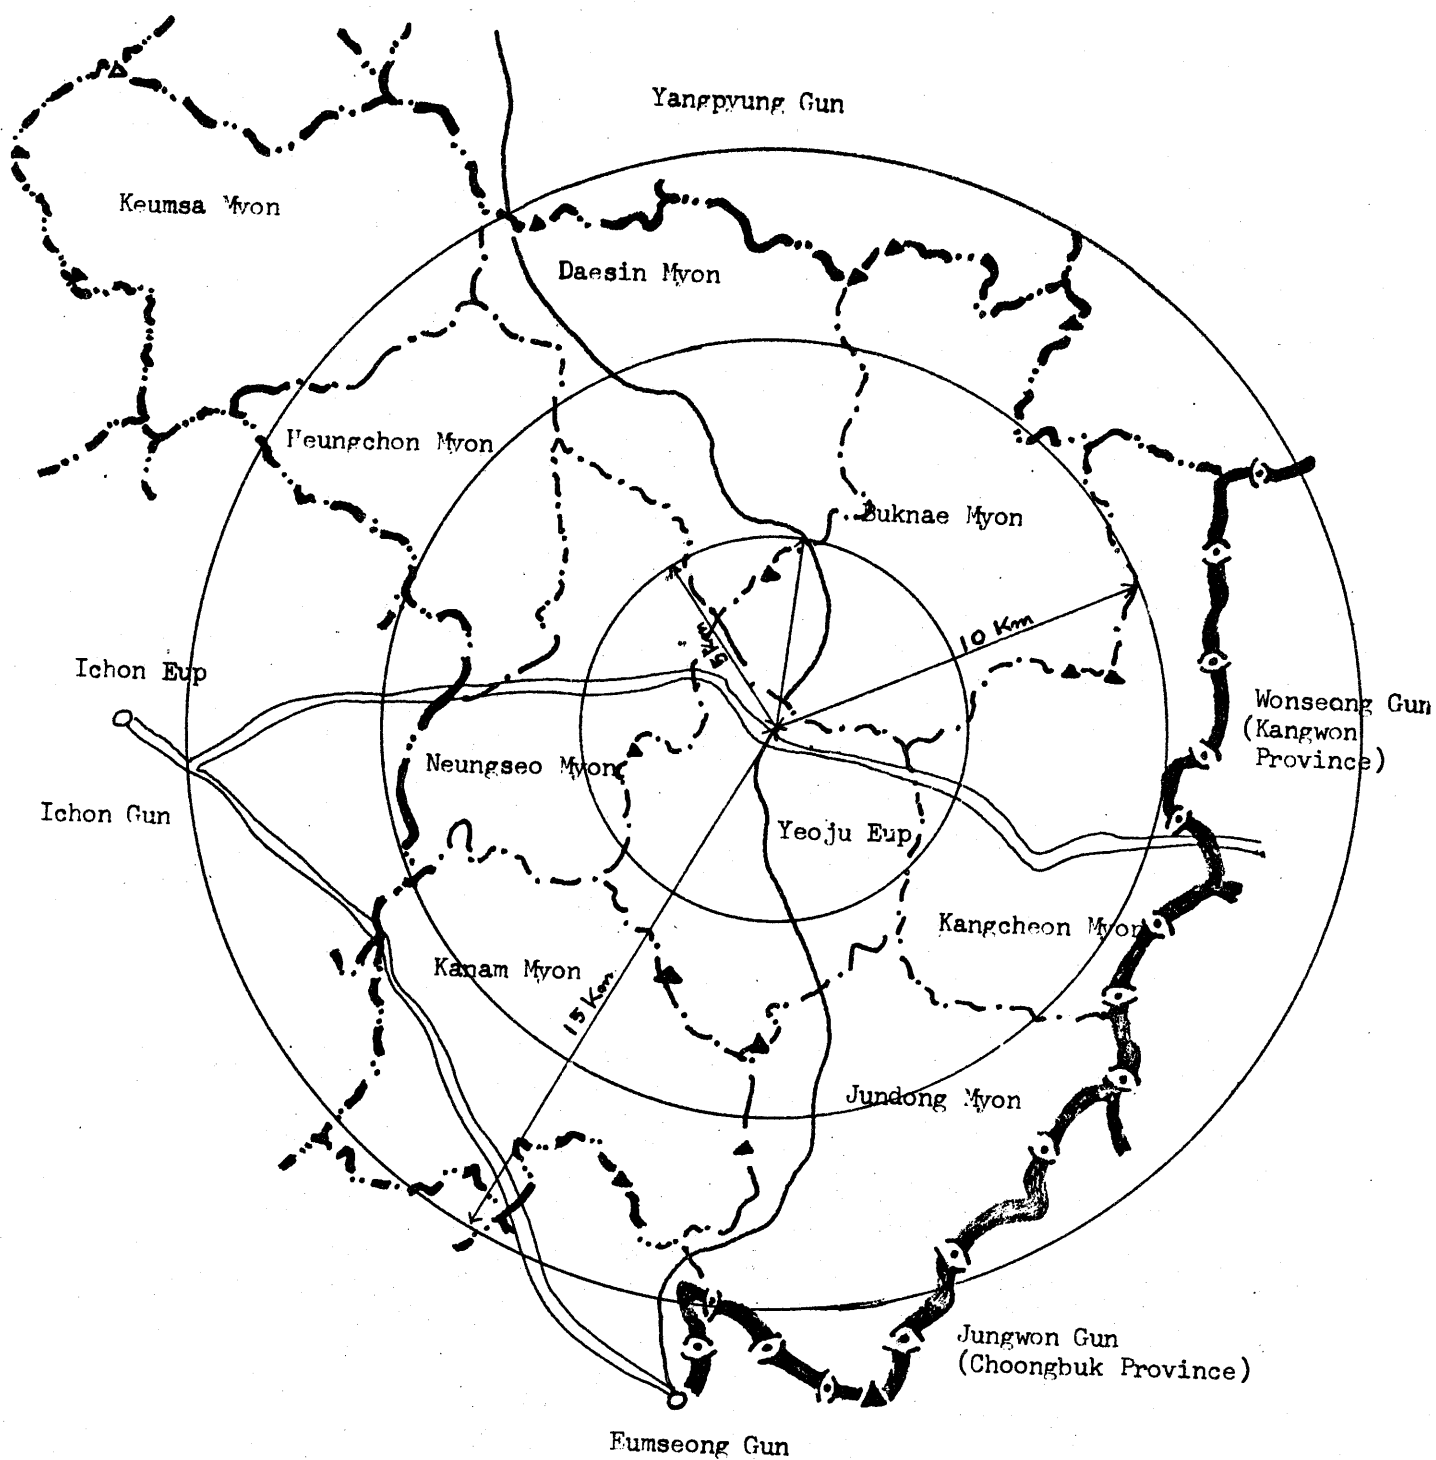 Yangpyung Gun
Keumsa Myon
Daesin Myon
Heungchon Myon
Buknae Myon
10 Km
5 Km
Ichon Eup
Wonseong Gun
(Kangwon
Province)
Neungseo Myon
Ichon Gun
Yeoju Eup
Kangcheon Myon
Kanam Myon
15 Km
Jundong Myon
Jungwon Gun
(Choongbuk Province)
Eumseong Gun